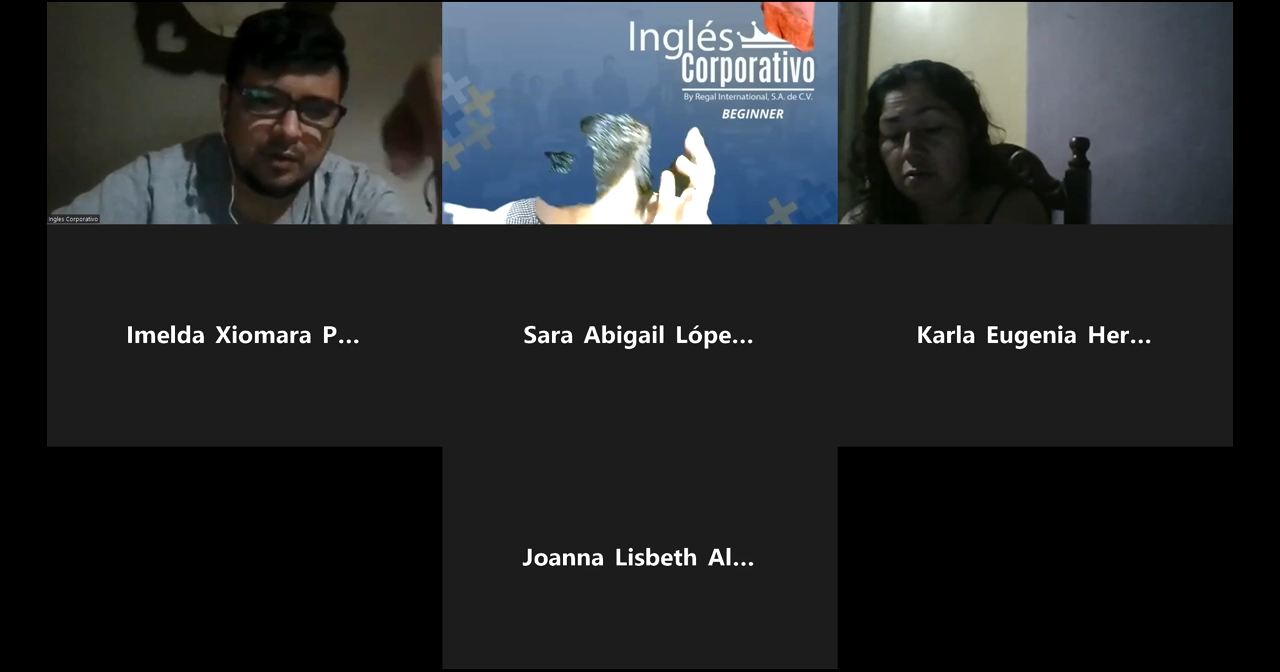 Inglés
Corporativo
By Regal International, S.A. de C.V.
BEGINNER
Inglés Corporativo
Imelda Xiomara P...
Sara Abigail Lópe...
Karla Eugenia Her...
Joanna Lisbeth Al...